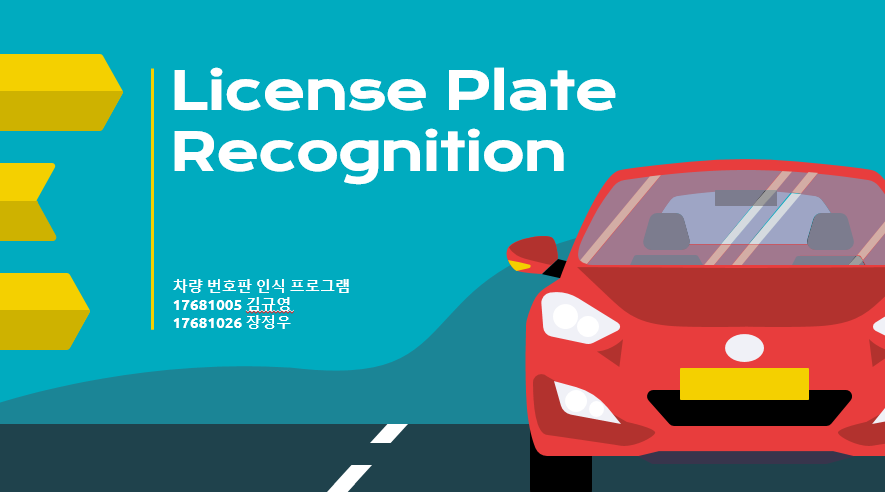 License Plate
Recognition
차량 번호판 인식 프로그램
17681005 김규영
17681026 장정우